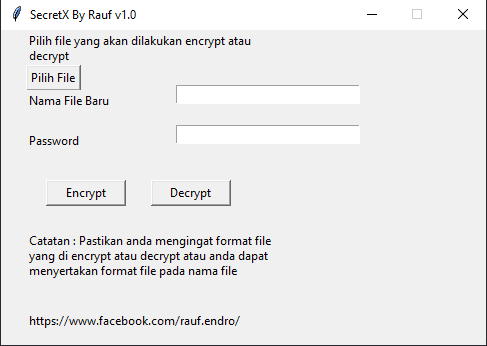 SecretX By Rauf v1.0
Pilih file yang akan dilakukan encrypt atau
decrypt
Pilih File
Nama File Baru
Password
Encrypt
Decrypt
Catatan : Pastikan anda mengingat format file
yang di encrypt atau decrypt atau anda dapat
menyertakan format file pada nama file
https://www.facebook.com/rauf.endro/